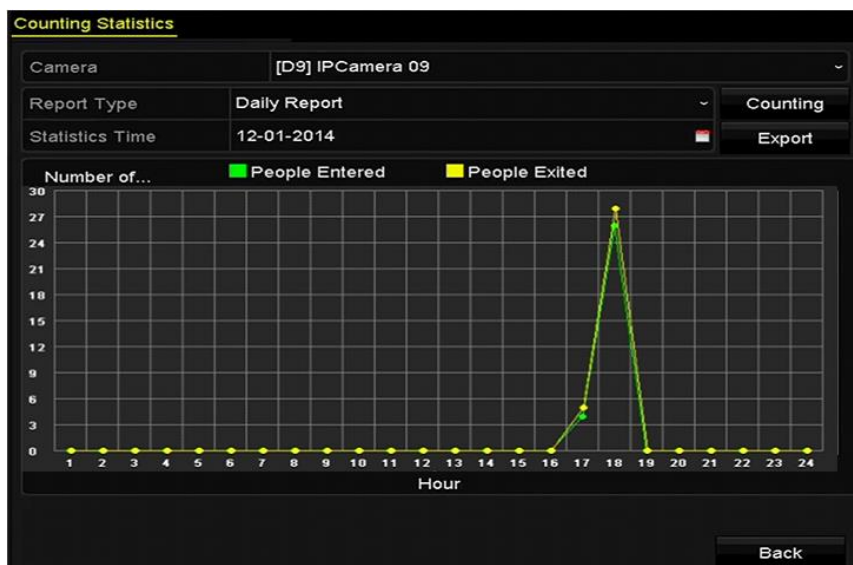 Counting Statistics
Camera [D9] IPCamera 09
Report Type Daily Report Counting
Statistics Time 12-01-2014 Export
Number of... People Entered People Exited
30
27
24
21
18
15
12
9
6
3
0
1 2 3 4 5 6 7 8 9 10 11 12 13 14 15 16 17 18 19 20 21 22 23 24
Hour
Back